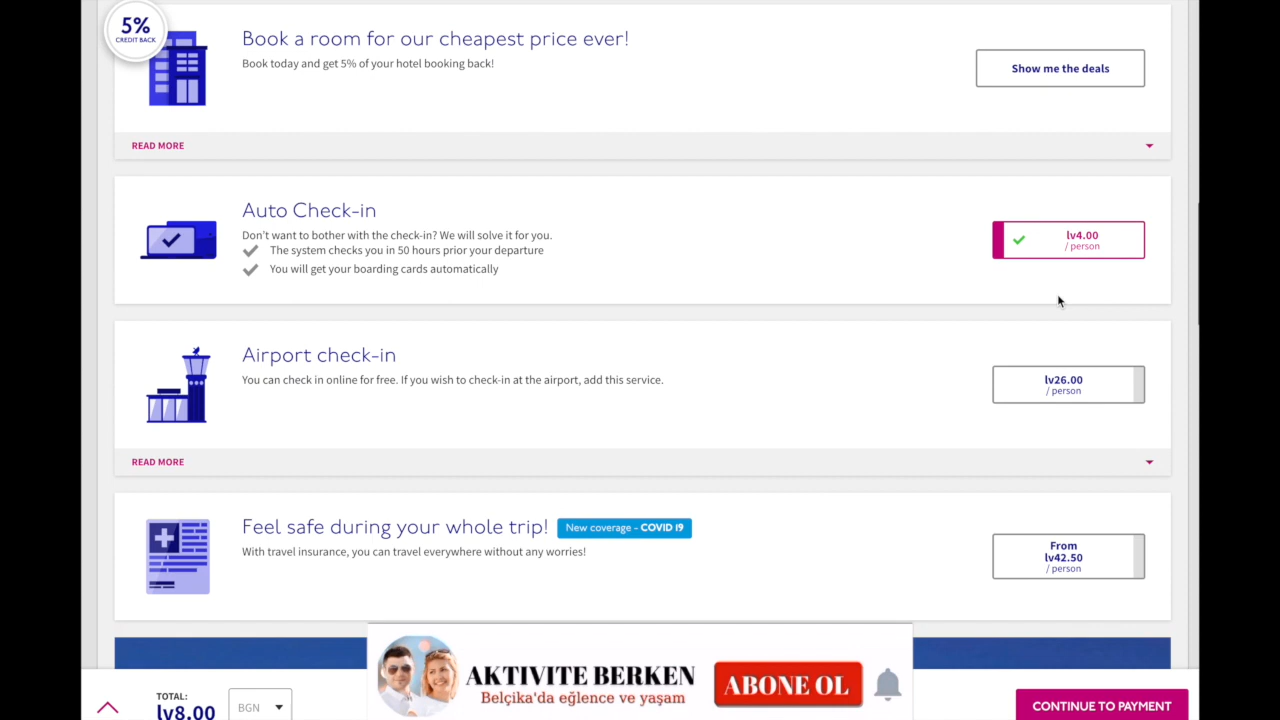 5%
CREDIT BACK
Book a room for our cheapest price ever!
Book today and get 5% of your hotel booking back!
Show me the deals
READ MORE
Auto Check-in
Don't want to bother with the check-in? We will solve it for you.
The system checks you in 50 hours prior your departure
You will get your boarding cards automatically
lv4.00
/ person
Airport check-in
You can check in online for free. If you wish to check-in at the airport, add this service.
lv26.00
/ person
READ MORE
Feel safe during your whole trip!
New coverage - COVID 19
With travel insurance, you can travel everywhere without any worries!
From
lv42.50
/ person
AKTIVITE BERKEN
Belçika'da eğlence ve yaşam
ABONE OL
TOTAL:
lv8.00
BGN
CONTINUE TO PAYMENT